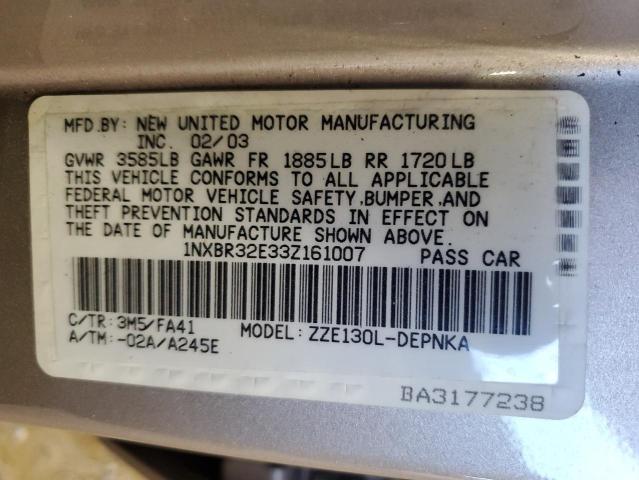 MFD.BY: NEW UNITED MOTOR MANUFACTURING
INC. 02/03
GVWR 3585LB GAWR FR 1885LB RR 1720LB
THIS VEHICLE CONFORMS TO ALL APPLICABLE
FEDERAL MOTOR VEHICLE SAFETY,BUMPER,AND
THEFT PREVENTION STANDARDS IN EFFECT ON
THE DATE OF MANUFACTURE SHOWN ABOVE.
1NXBR32E33Z161007 PASS CAR
C/TR: 3M5/FA41 MODEL: ZZE130L-DEPNKA
A/TM: -02A/A245E
BA3177238